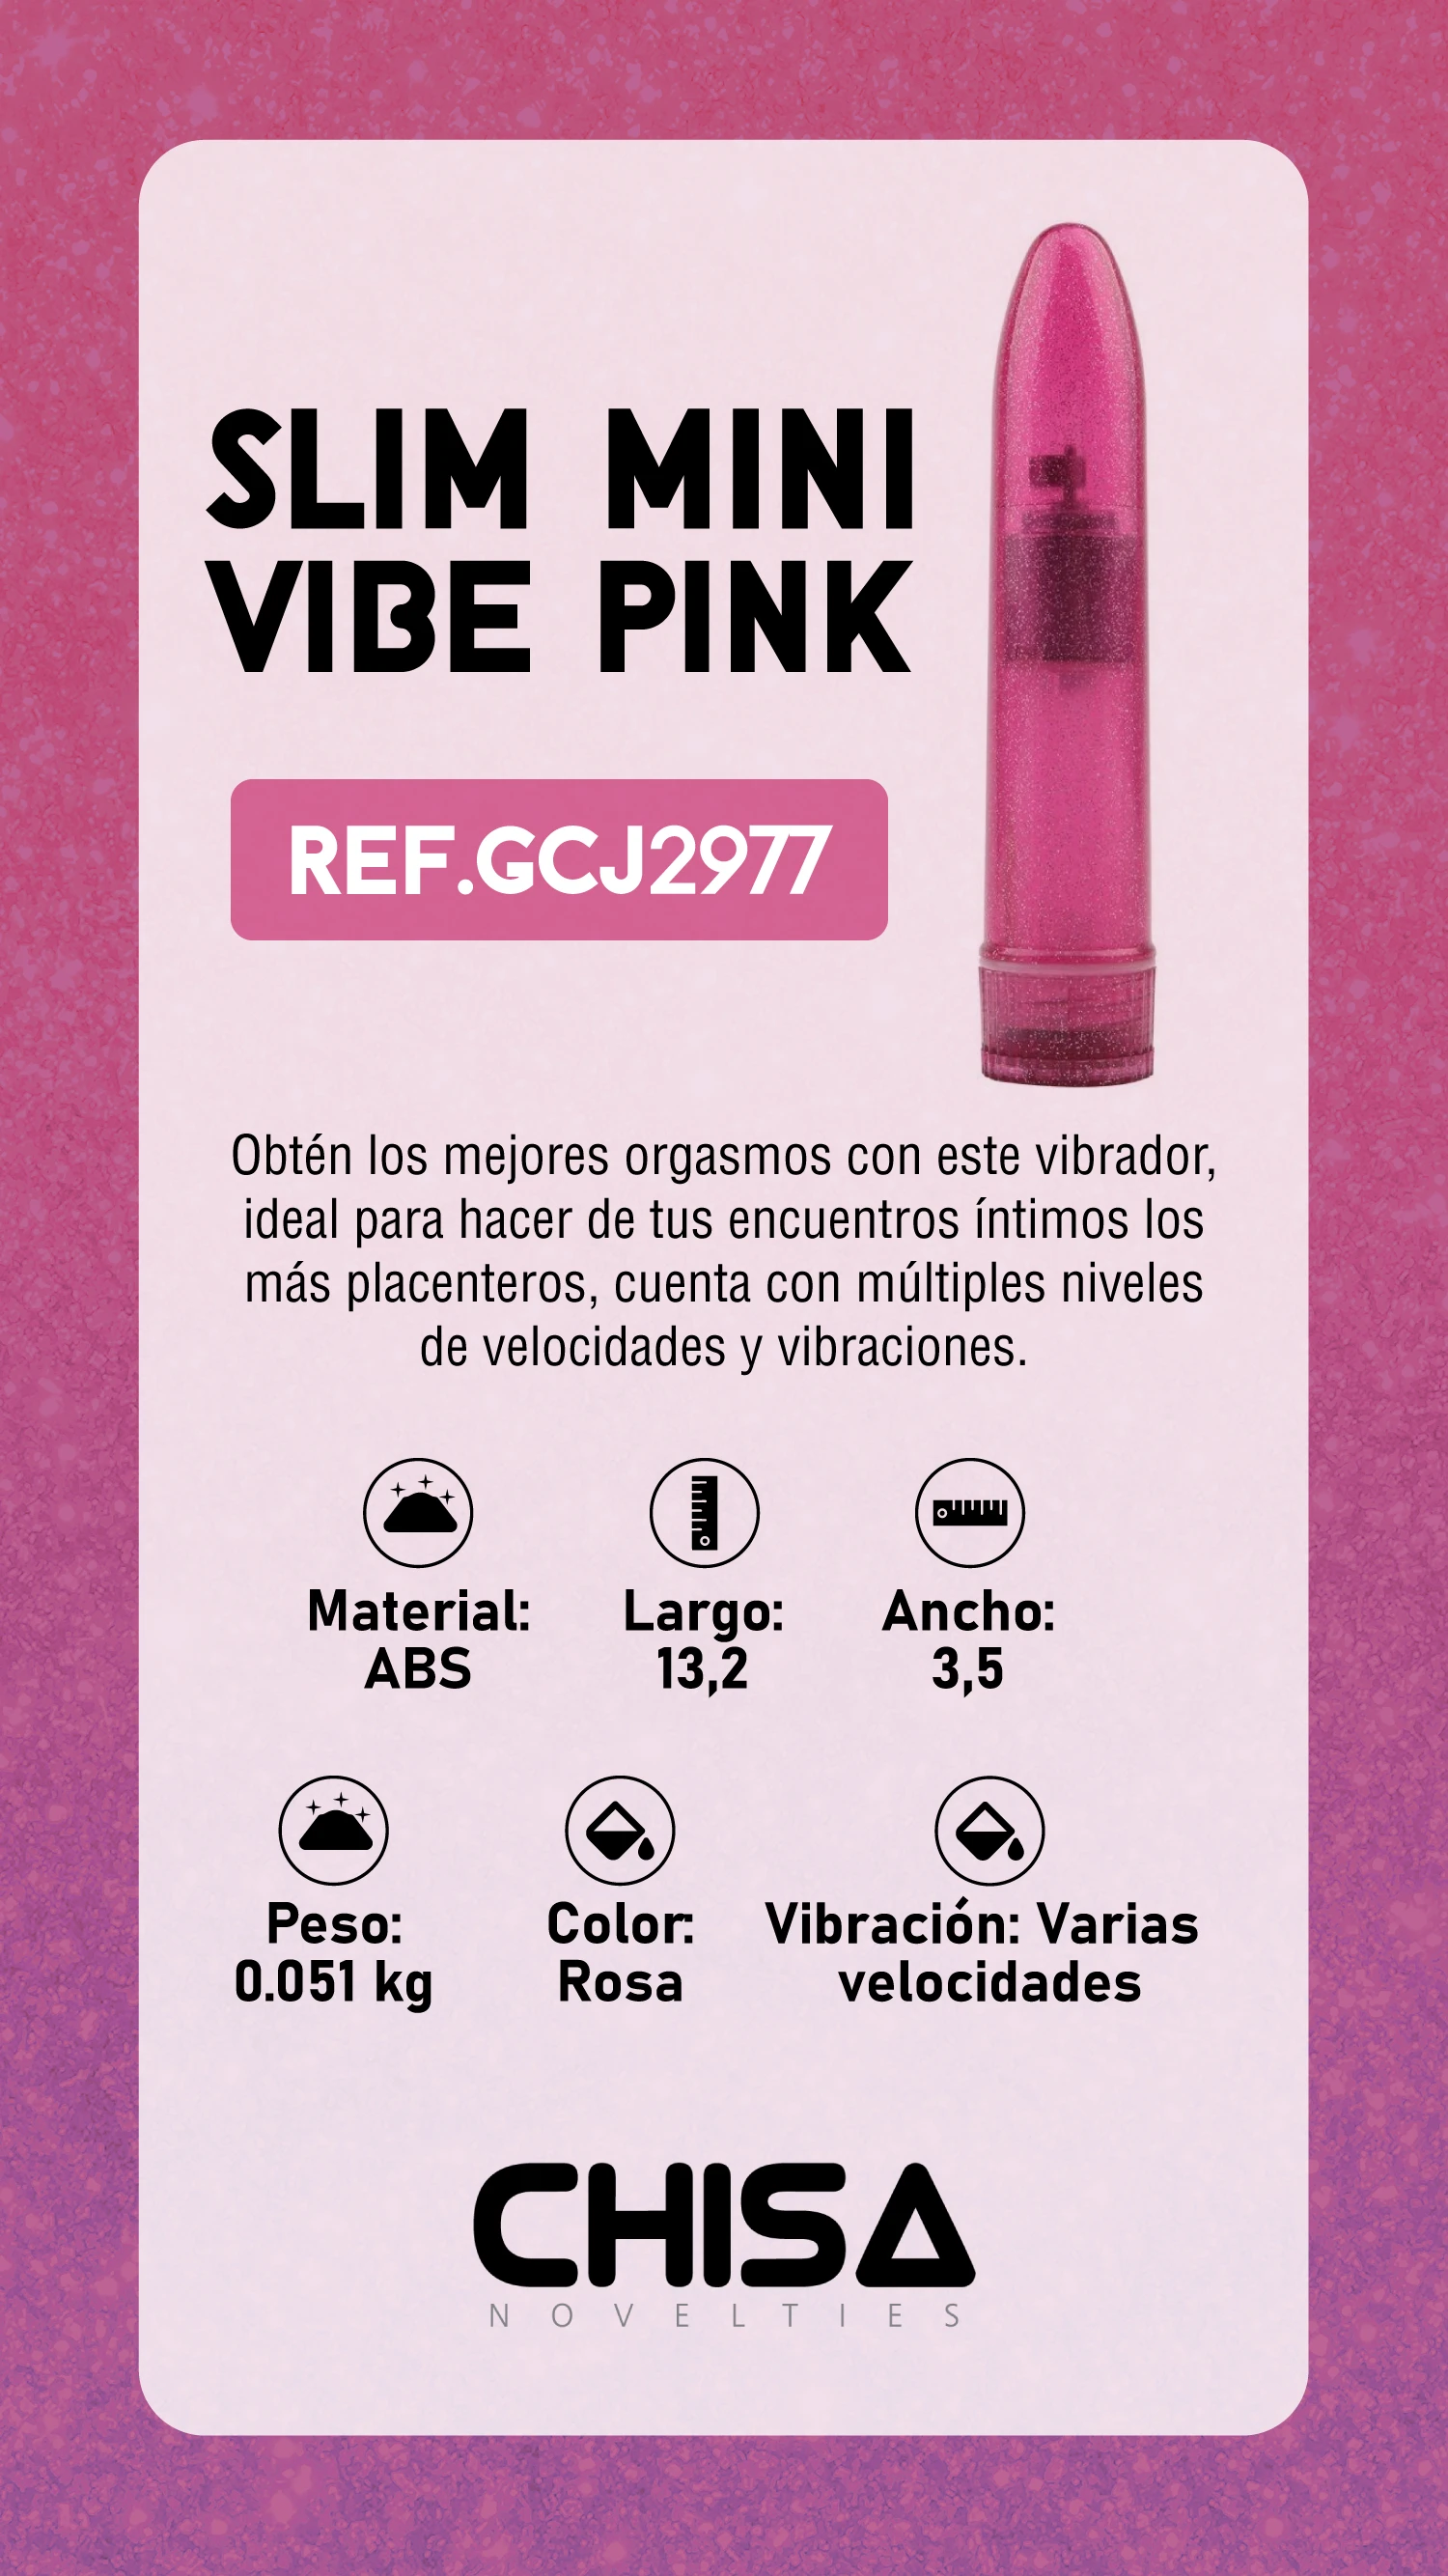 SLIM MINI
VIBE PINK
REF.GCJ2977
Obtén los mejores orgasmos con este vibrador,
ideal para hacer de tus encuentros íntimos los
más placenteros, cuenta con múltiples niveles
de velocidades y vibraciones.
Material: Largo: Ancho:
ABS 13,2 3,5
Peso: Color: Vibración: Varias
0.051 kg Rosa velocidades
CHISA
NOVELTIES